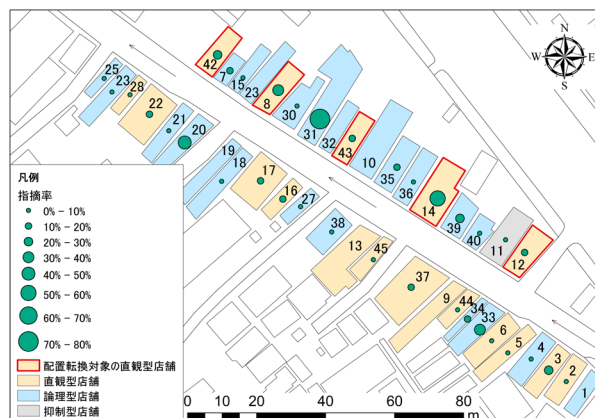 N
W E
S
42
7
15
23
8
30
31
32
43
10
35
36
14
39
40
11
12
25
23
28
22
21
20
19
18
17
16
27
38
13
45
37
9
44
34
33
6
5
4
3
2
1
凡例
指摘率
0% - 10%
10% - 20%
20% - 30%
30% - 40%
40% - 50%
50% - 60%
60% - 70%
70% - 80%
配置転換対象の直観型店舗
直観型店舗
論理型店舗
抑制型店舗
0 20 40 60 80
m